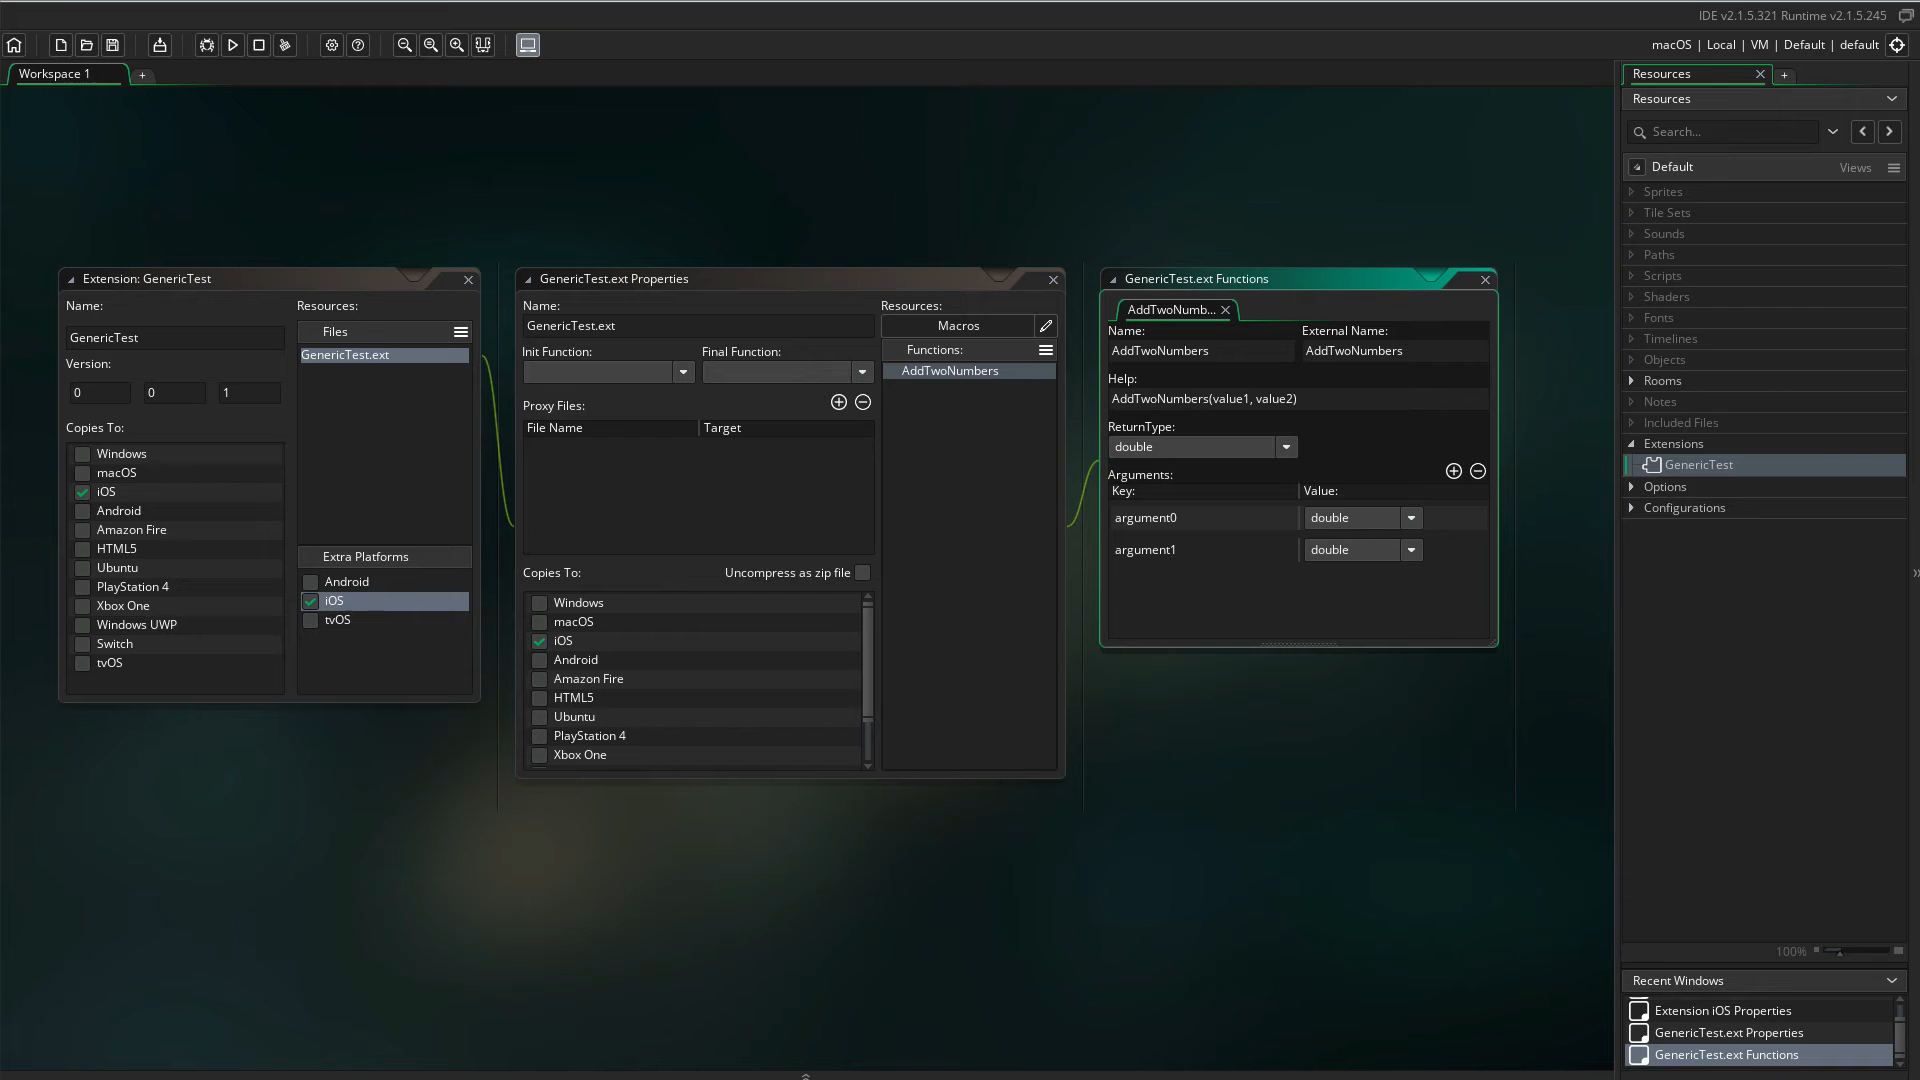 IDE v2.1.5.321 Runtime v2.1.5.245
macOS | Local | VM | Default | default
Workspace 1
+
Resources
+
Resources
Search...
Default
Views
Sprites
Tile Sets
Sounds
Paths
Scripts
Shaders
Fonts
Timelines
Objects
Rooms
Notes
Included Files
Extensions
GenericTest
Options
Configurations
100%
Recent Windows
Extension iOS Properties
GenericTest.ext Properties
GenericTest.ext Functions
Extension: GenericTest
Name:
GenericTest
Version:
0 0 1
Copies To:
Windows
macOS
iOS
Android
Amazon Fire
HTML5
Ubuntu
PlayStation 4
Xbox One
Windows UWP
Switch
tvOS
Resources:
Files
GenericTest.ext
Extra Platforms
Android
iOS
tvOS
GenericTest.ext Properties
Name:
GenericTest.ext
Init Function:
Final Function:
Proxy Files:
File Name
Target
Copies To:
Uncompress as zip file
Windows
macOS
iOS
Android
Amazon Fire
HTML5
Ubuntu
PlayStation 4
Xbox One
Resources:
Macros
Functions:
AddTwoNumbers
GenericTest.ext Functions
AddTwoNumb...
Name:
External Name:
AddTwoNumbers
AddTwoNumbers
Help:
AddTwoNumbers(value1, value2)
ReturnType:
double
Arguments:
Key:
Value:
argument0
double
argument1
double